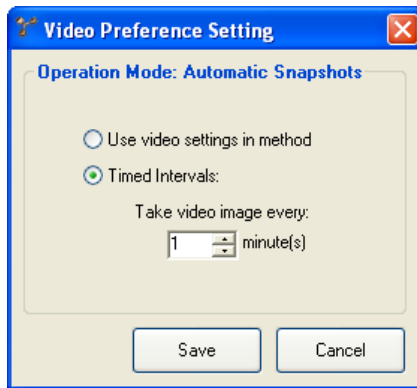 Video Preference Setting
Operation Mode: Automatic Snapshots
Use video settings in method
Timed Intervals:
Take video image every:
1 minute(s)
Save Cancel